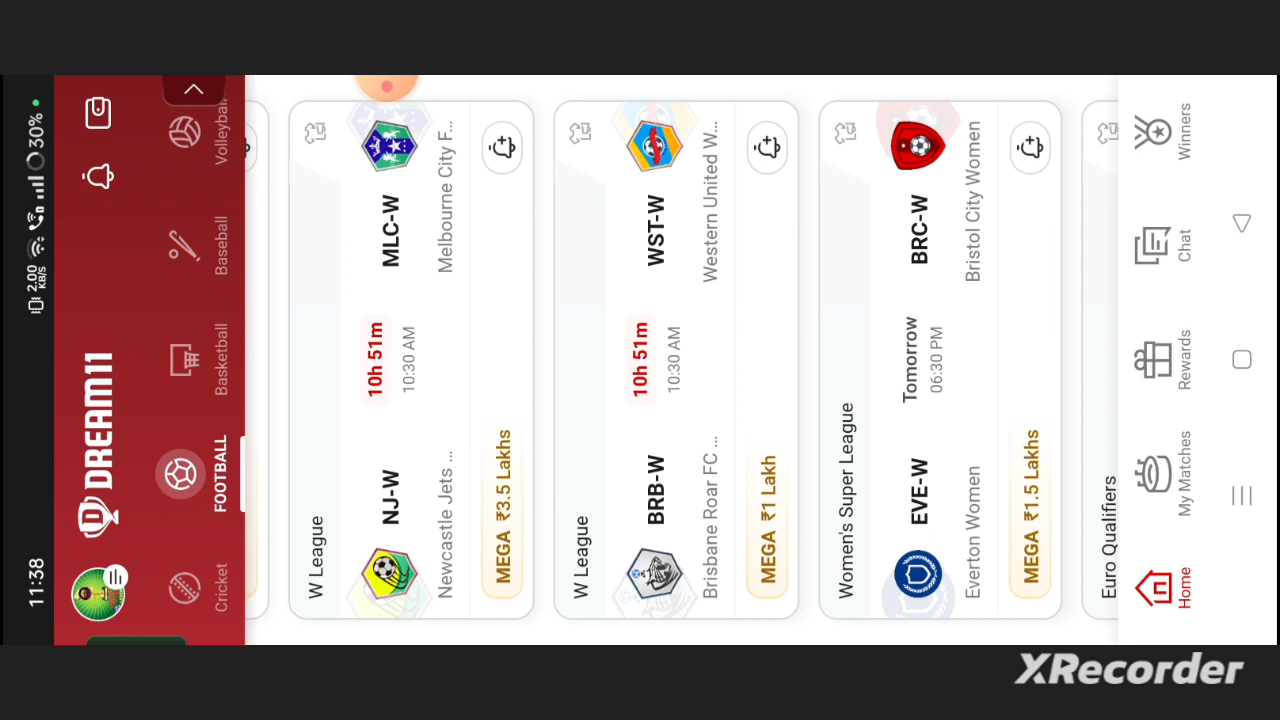 11:38
2.00
KB/S
30%
DREAM11
Cricket
FOOTBALL
Basketball
Baseball
Volleyball
W League
NJ-W
10h 51m
MLC-W
10:30 AM
Newcastle Jets ...
Melbourne City F...
MEGA ₹3.5 Lakhs
W League
BRB-W
10h 51m
WST-W
10:30 AM
Brisbane Roar FC ...
Western United W...
MEGA ₹1 Lakh
Women's Super League
EVE-W
Tomorrow
BRC-W
06:30 PM
Everton Women
Bristol City Women
MEGA ₹1.5 Lakhs
Euro Qualifiers
Home
My Matches
Rewards
Chat
Winners
XRecorder